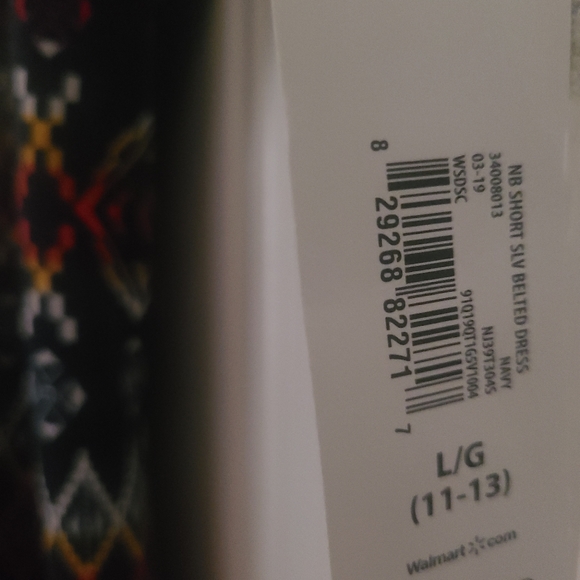 NB SHORT SLV BELTED DRESS
NAVY
34008013 NJ39T3045
03-19
WSDSC 910190T165V1004
8 29268 82271 7
L/G
(11-13)
Walmart com